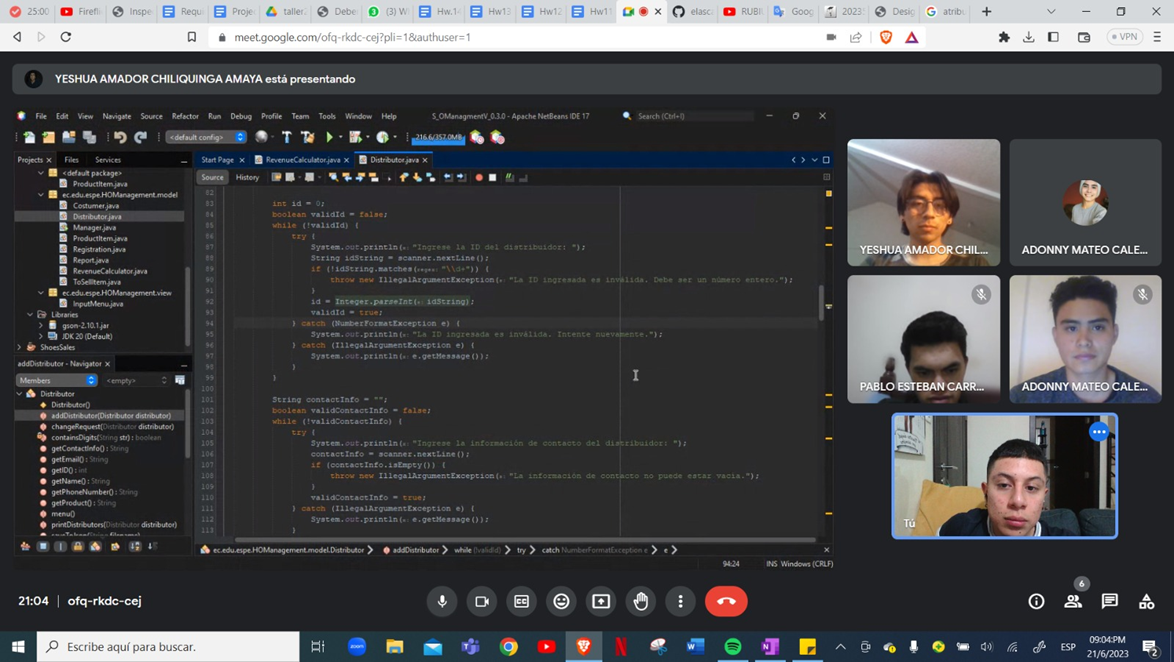 25:00
Firefl
Inspe
Requ
Proje
taller
Debe
(3) W
Hw.14
Hw13
Hw12
Hw11
elasca
RUBI
Goog
2023
Desig
atribu
meet.google.com/ofq-rkdc-cej?pli=1&authuser=1
VPN
YESHUA AMADOR CHILIQUINGA AMAYA está presentando
File Edit View Navigate Source Refactor Run Debug Profile Team Tools Window Help
S_OManagmentV_0.3.0 - Apache NetBeans IDE 17
Search (Ctrl+I)
<default config>
216.6/357.0MB
Projects Files Services
Start Page RevenueCalculator.java Distributor.java
Source History
<default package>
ProductItem.java
ec.edu.espe.HOManagement.model
Costumer.java
Distributor.java
Manager.java
ProductItem.java
Registration.java
Report.java
RevenueCalculator.java
ToSellItem.java
ec.edu.espe.HOManagement.view
InputMenu.java
Libraries
gson-2.10.1.jar
JDK 20 (Default)
ShoesSales
addDistributor - Navigator
Members <empty>
Distributor
Distributor()
addDistributor(Distributor distributor)
changeRequest(Distributor distributor)
containsDigits(String str) : boolean
getContactInfo() : String
getEmail() : String
getID() : int
getName() : String
getPhoneNumber() : String
getProduct() : String
menu()
printDistributors(Distributor distributor)
82
83 int id = 0;
84 boolean validId = false;
85 while (!validId) {
86 try {
87 System.out.println("Ingrese la ID del distribuidor: ");
88 String idString = scanner.nextLine();
89 if (!idString.matches(regex: "\\d+")) {
90 throw new IllegalArgumentException("La ID ingresada es inválida. Debe ser un número entero.");
91 }
92 id = Integer.parseInt(s: idString);
93 validId = true;
94 } catch (NumberFormatException e) {
95 System.out.println("La ID ingresada es inválida. Intente nuevamente.");
96 } catch (IllegalArgumentException e) {
97 System.out.println(x: e.getMessage());
98 }
99 }
100
101 String contactInfo = "";
102 boolean validContactInfo = false;
103 while (!validContactInfo) {
104 try {
105 System.out.println("Ingrese la información de contacto del distribuidor: ");
106 contactInfo = scanner.nextLine();
107 if (contactInfo.isEmpty()) {
108 throw new IllegalArgumentException("La información de contacto no puede estar vacía.");
109 }
110 validContactInfo = true;
111 } catch (IllegalArgumentException e) {
112 System.out.println(x: e.getMessage());
113 }
ec.edu.espe.HOManagement.model.Distributor addDistributor while (!validId) try catch NumberFormatException e e
94:24 INS Windows (CRLF)
YESHUA AMADOR CHIL...
ADONNY MATEO CALE...
PABLO ESTEBAN CARR...
ADONNY MATEO CALE...
Tú
21:04 | ofq-rkdc-cej
6
Escribe aquí para buscar.
ESP
09:04PM
21/6/2023
2